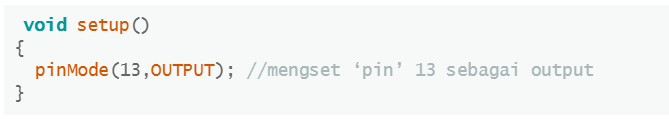 void setup()
{
pinMode(13,OUTPUT); //mengset ‘pin’ 13 sebagai output
}